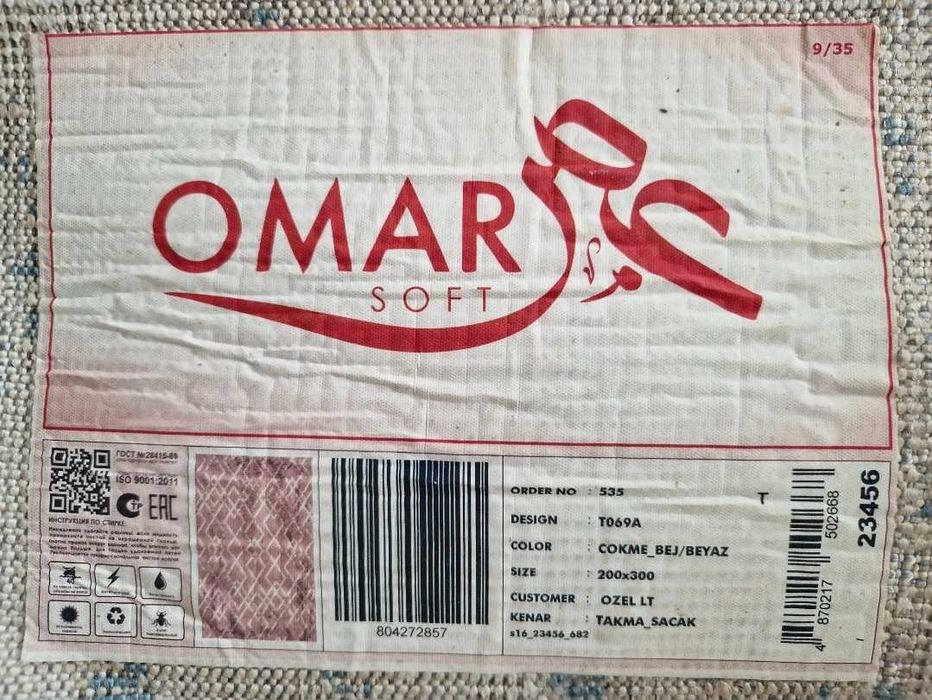 9/35
OMAR
عمر
SOFT
ГОСТ №28415-89
ISO 9001:2011
EAC
ИНСТРУКЦИЯ ПО СТИРКЕ:
804272857
ORDER NO : 535
T
DESIGN : T069A
COLOR : COKME_BEJ/BEYAZ
SIZE : 200x300
CUSTOMER : OZEL LT
KENAR : TAKMA_SACAK
s16_23456_682
4 870217 502668
23456